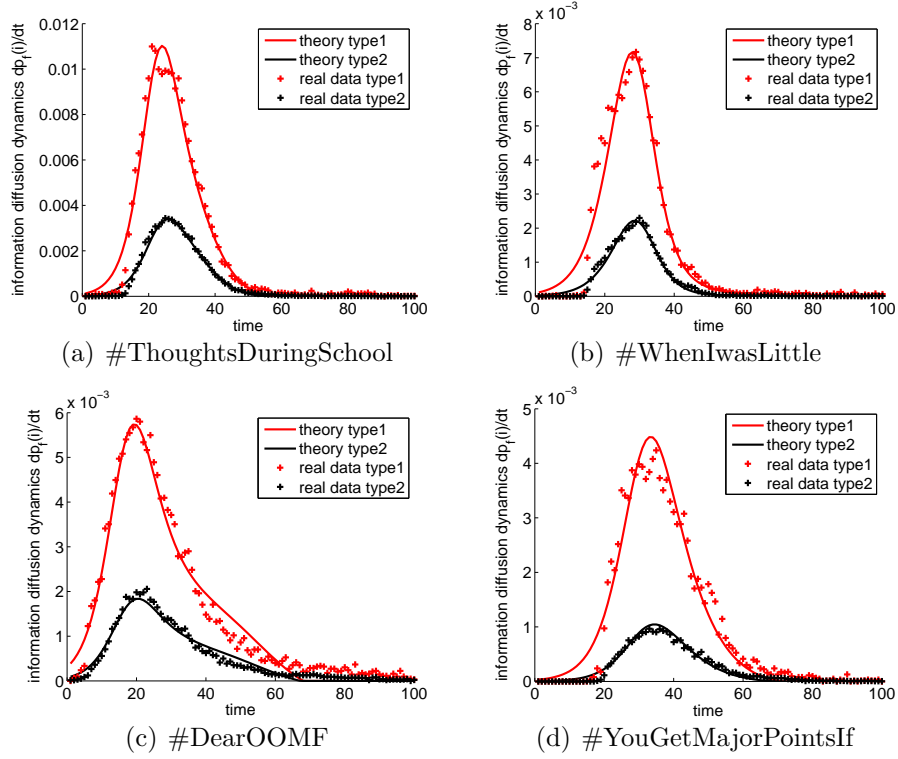 0.012
0.01
0.008
0.006
0.004
0.002
0
information diffusion dynamics dp_f(i)/dt
theory type1
theory type2
real data type1
real data type2
0 20 40 60 80 100
time
(a) #ThoughtsDuringSchool
x 10^-3
8
7
6
5
4
3
2
1
0
information diffusion dynamics dp_f(i)/dt
theory type1
theory type2
real data type1
real data type2
0 20 40 60 80 100
time
(b) #WhenIwasLittle
x 10^-3
6
5
4
3
2
1
0
information diffusion dynamics dp_f(i)/dt
theory type1
theory type2
real data type1
real data type2
0 20 40 60 80 100
time
(c) #DearOOMF
x 10^-3
5
4
3
2
1
0
information diffusion dynamics dp_f(i)/dt
theory type1
theory type2
real data type1
real data type2
0 20 40 60 80 100
time
(d) #YouGetMajorPointsIf